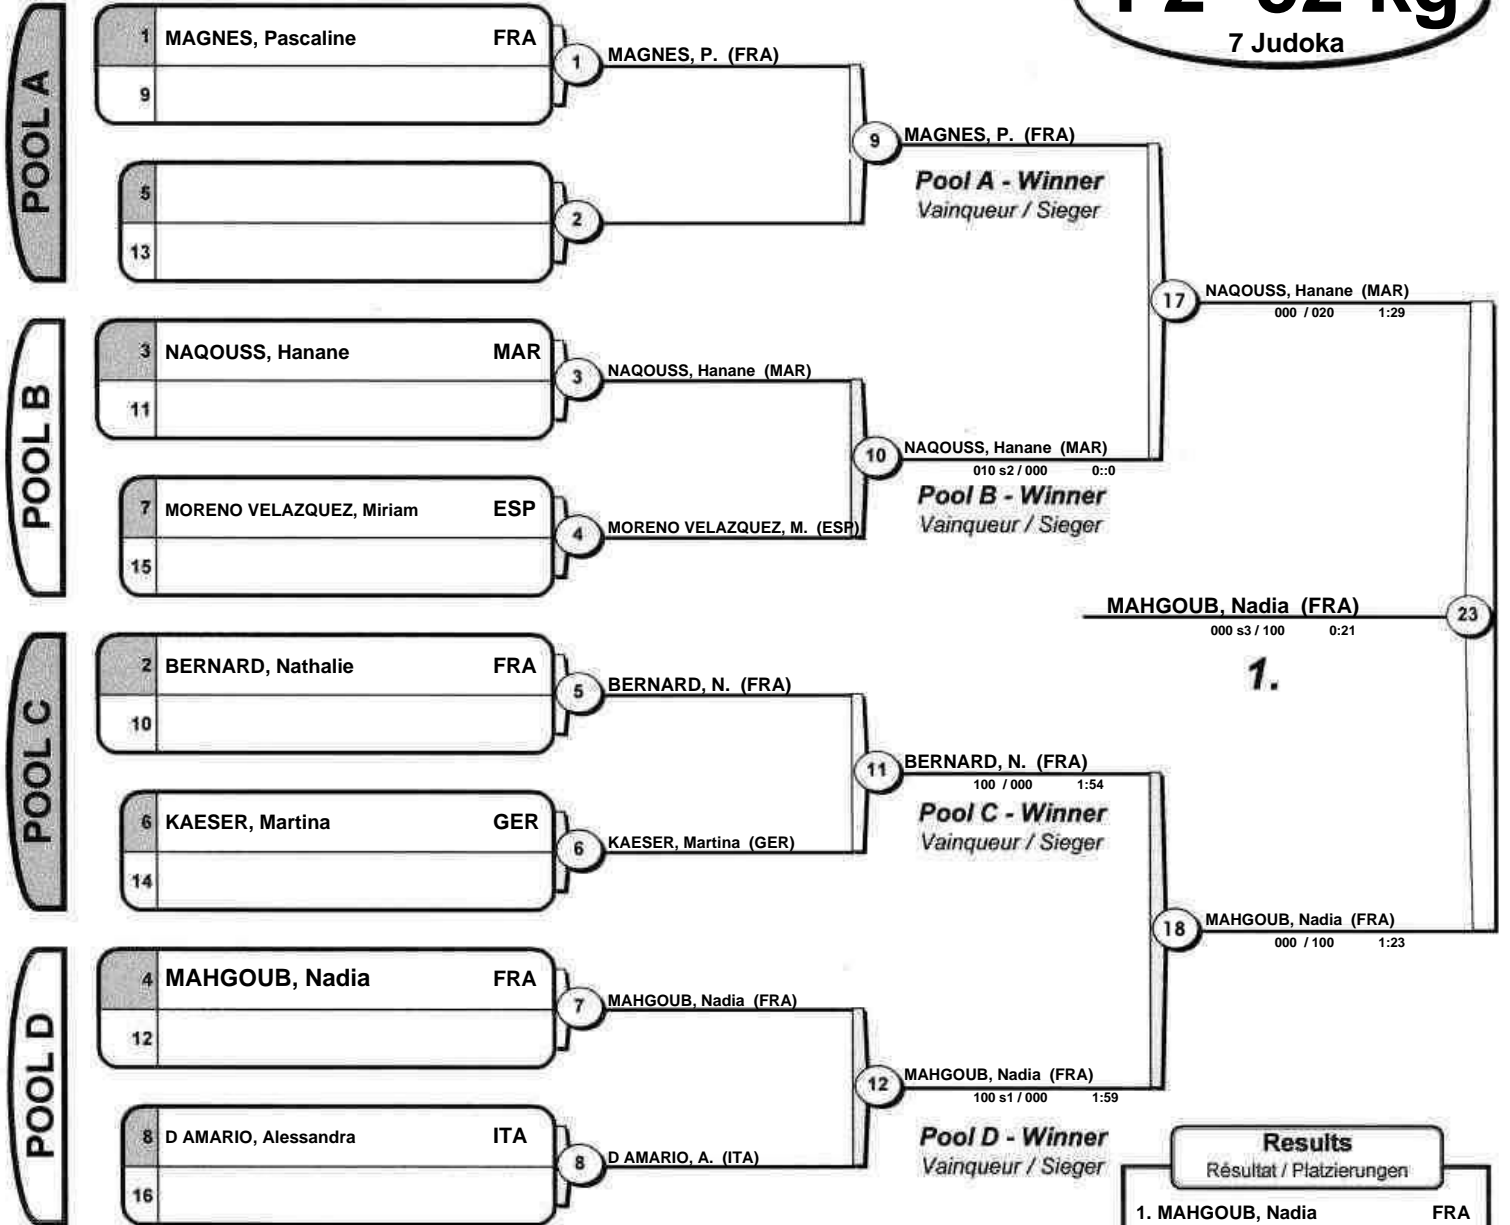 7 Judoka
POOL A
1 MAGNES, Pascaline FRA
9
1
MAGNES, P. (FRA)
5
13
2
9
MAGNES, P. (FRA)
Pool A - Winner
Vainqueur / Sieger
POOL B
3 NAQOUSS, Hanane MAR
11
3
NAQOUSS, Hanane (MAR)
7 MORENO VELAZQUEZ, Miriam ESP
15
4
MORENO VELAZQUEZ, M. (ESP)
10
NAQOUSS, Hanane (MAR)
010 s2 / 000 0::0
Pool B - Winner
Vainqueur / Sieger
17
NAQOUSS, Hanane (MAR)
000 / 020 1:29
MAHGOUB, Nadia (FRA)
000 s3 / 100 0:21
23
1.
POOL C
2 BERNARD, Nathalie FRA
10
5
BERNARD, N. (FRA)
6 KAESER, Martina GER
14
6
KAESER, Martina (GER)
11
BERNARD, N. (FRA)
100 / 000 1:54
Pool C - Winner
Vainqueur / Sieger
18
MAHGOUB, Nadia (FRA)
000 / 100 1:23
POOL D
4 MAHGOUB, Nadia FRA
12
7
MAHGOUB, Nadia (FRA)
8 D AMARIO, Alessandra ITA
16
8
D AMARIO, A. (ITA)
12
MAHGOUB, Nadia (FRA)
100 s1 / 000 1:59
Pool D - Winner
Vainqueur / Sieger
Results
Résultat / Platzierungen
1. MAHGOUB, Nadia FRA